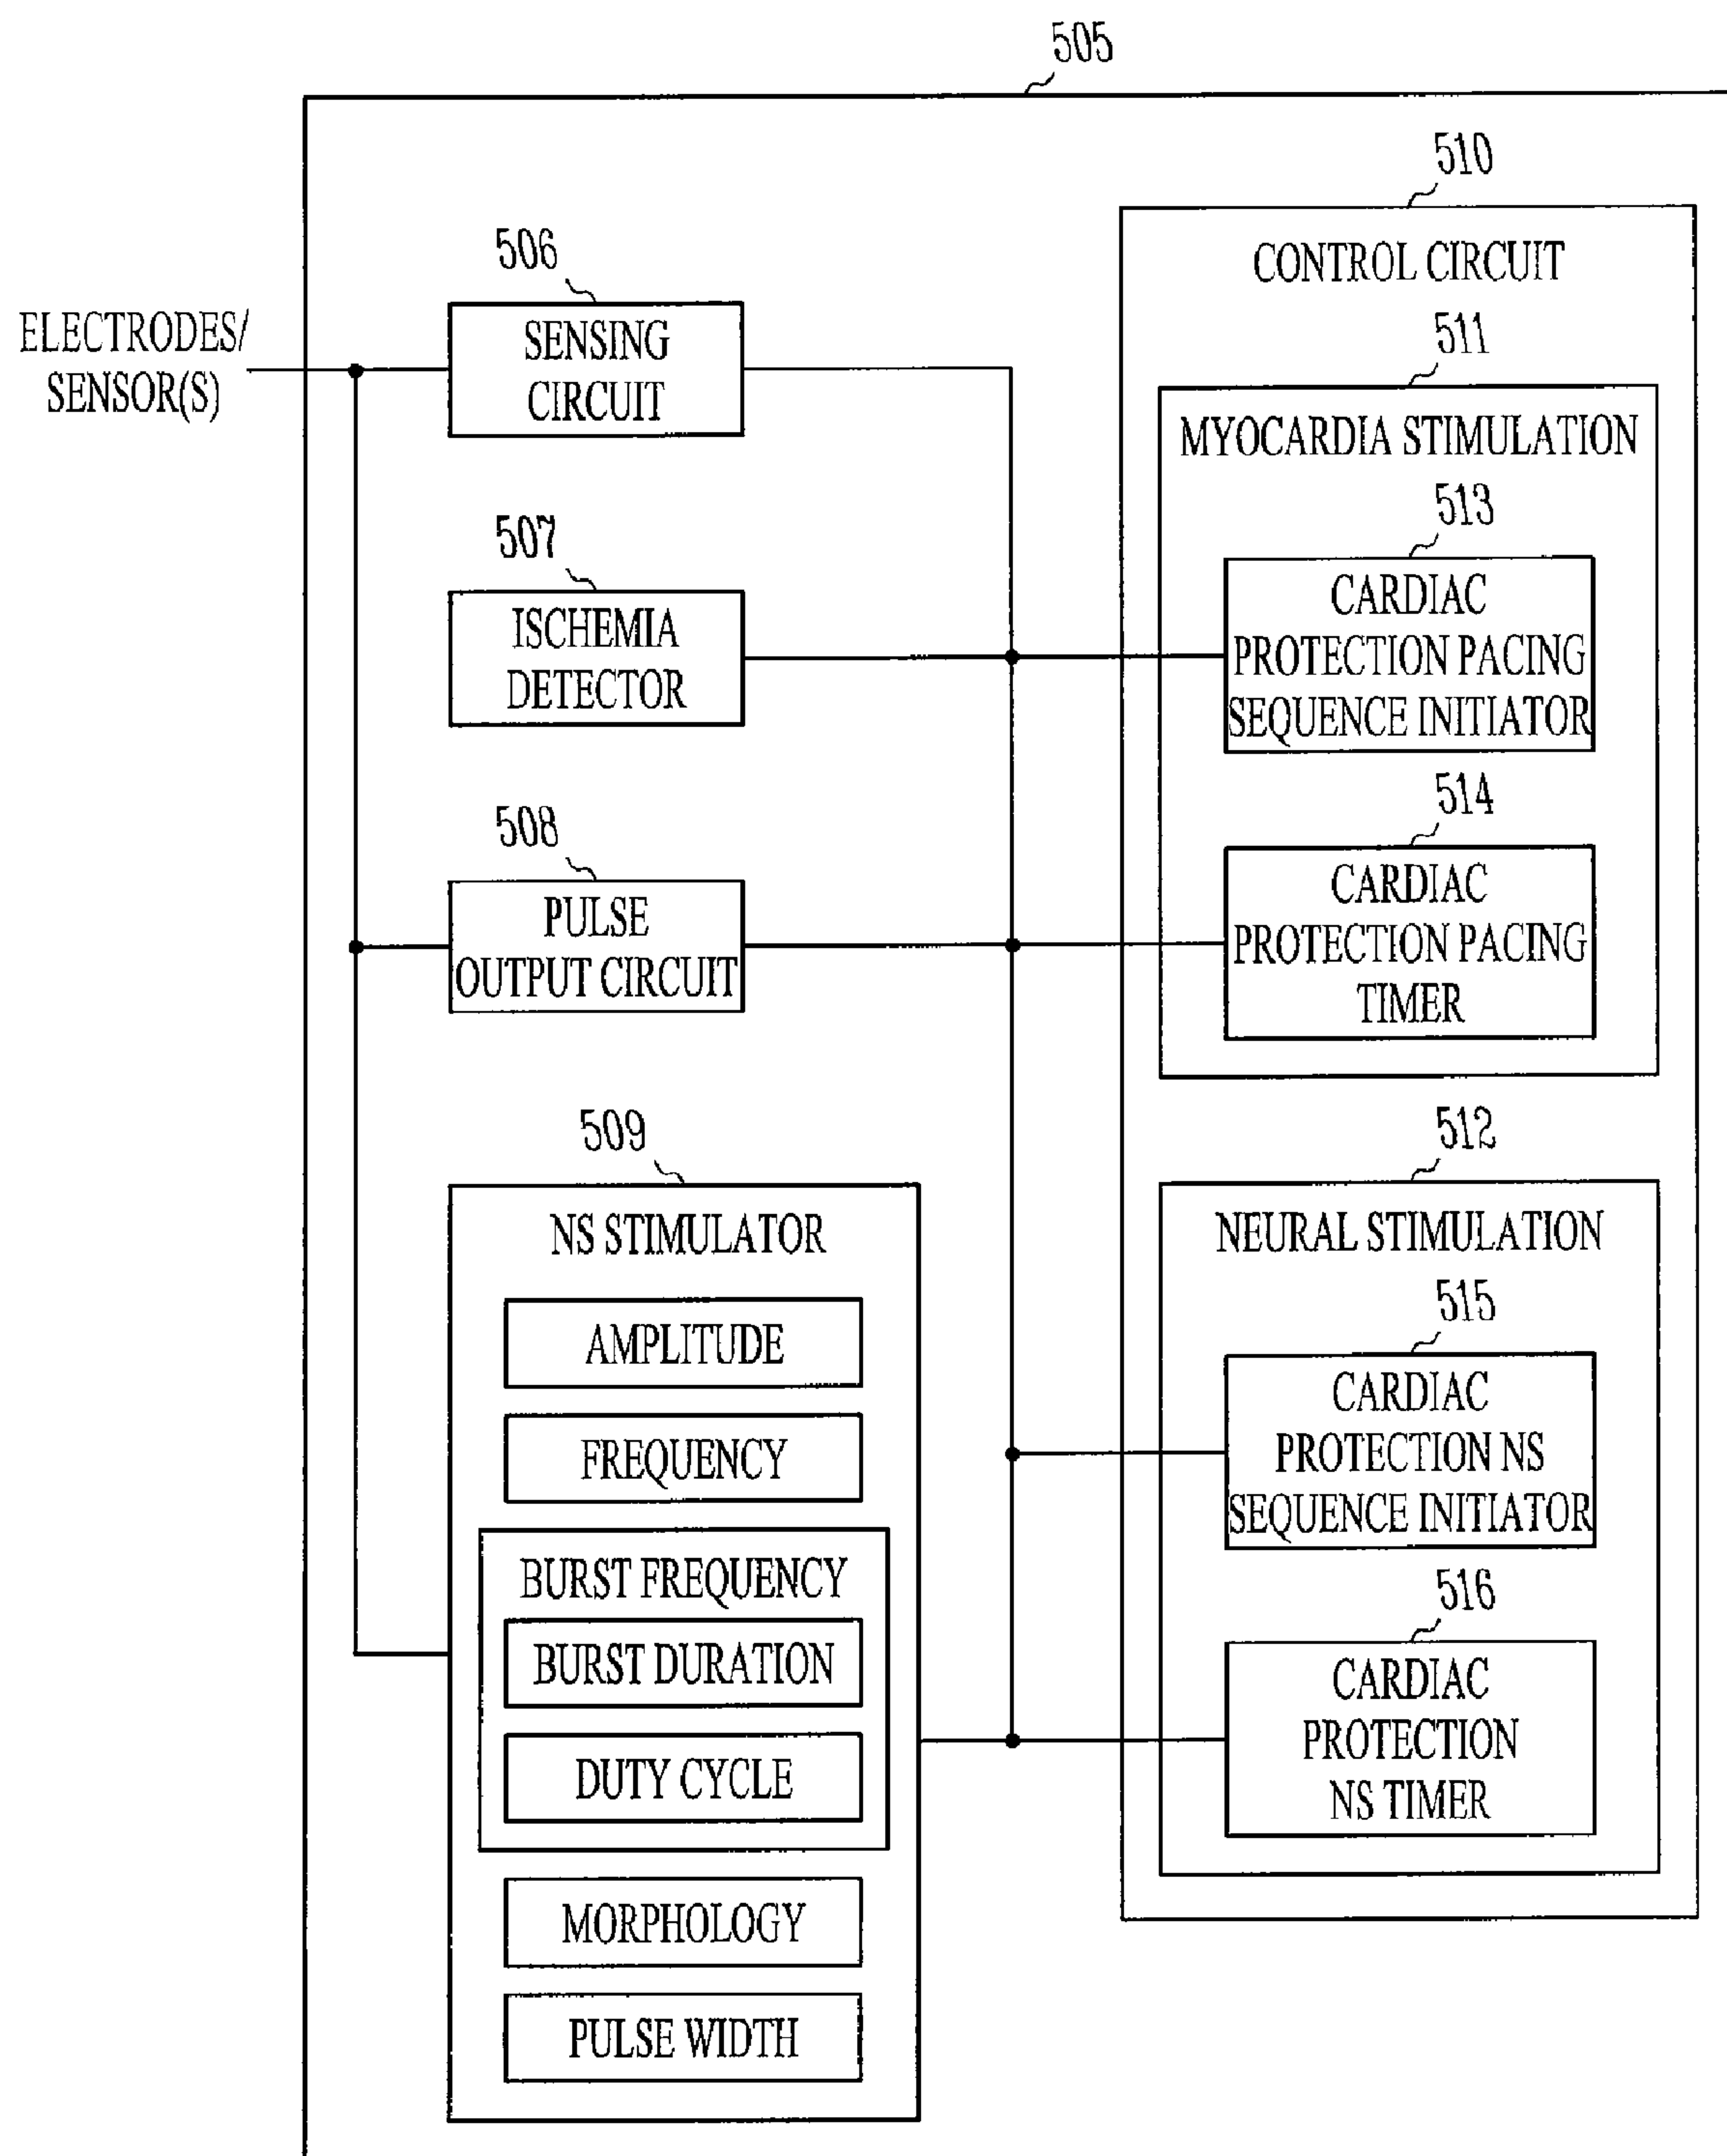 505
510
CONTROL CIRCUIT
506
ELECTRODES/
SENSOR(S)
SENSING
CIRCUIT
511
MYOCARDIA STIMULATION
507
ISCHEMIA
DETECTOR
513
CARDIAC
PROTECTION PACING
SEQUENCE INITIATOR
508
PULSE
OUTPUT CIRCUIT
514
CARDIAC
PROTECTION PACING
TIMER
509
NS STIMULATOR
AMPLITUDE
FREQUENCY
BURST FREQUENCY
BURST DURATION
DUTY CYCLE
MORPHOLOGY
PULSE WIDTH
512
NEURAL STIMULATION
515
CARDIAC
PROTECTION NS
SEQUENCE INITIATOR
516
CARDIAC
PROTECTION
NS TIMER